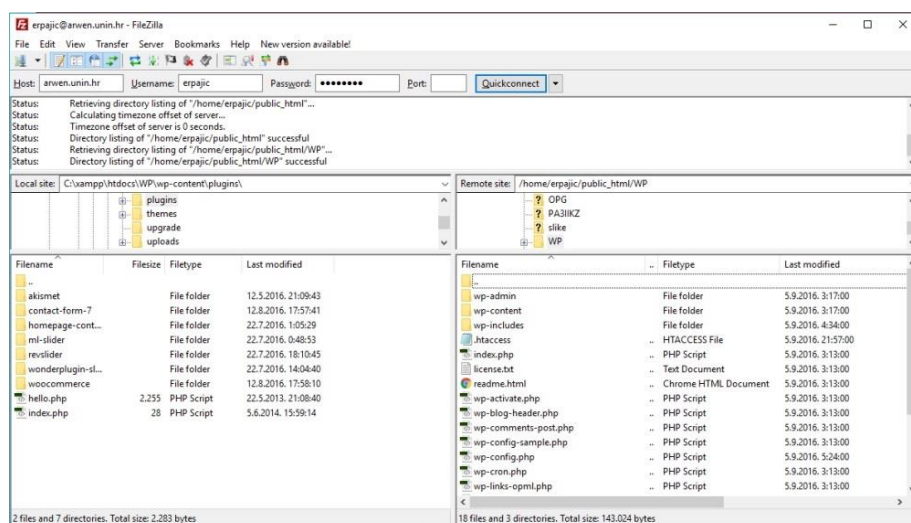 erpajic@arwen.unin.hr - FileZilla
File Edit View Transfer Server Bookmarks Help New version available!
Host: arwen.unin.hr Username: erpajic Password: •••••••• Port: Quickconnect
Status: Retrieving directory listing of "/home/erpajic/public_html"...
Status: Calculating timezone offset of server...
Status: Timezone offset of server is 0 seconds.
Status: Directory listing of "/home/erpajic/public_html" successful
Status: Retrieving directory listing of "/home/erpajic/public_html/WP"...
Status: Directory listing of "/home/erpajic/public_html/WP" successful
Local site: C:\xampp\htdocs\WP\wp-content\plugins\
plugins
themes
upgrade
uploads
Filename Filesize Filetype Last modified
..
akismet File folder 12.5.2016. 21:09:43
contact-form-7 File folder 12.8.2016. 17:57:41
homepage-cont... File folder 22.7.2016. 1:05:29
ml-slider File folder 22.7.2016. 0:48:53
revslider File folder 22.7.2016. 18:10:45
wonderplugin-sl... File folder 22.7.2016. 14:04:40
woocommerce File folder 12.8.2016. 17:58:10
hello.php 2.255 PHP Script 22.5.2013. 21:08:40
index.php 28 PHP Script 5.6.2014. 15:59:14
2 files and 7 directories. Total size: 2.283 bytes
Remote site: /home/erpajic/public_html/WP
? OPG
? PA3IIKZ
? slike
WP
Filename .. Filetype Last modified
..
wp-admin File folder 5.9.2016. 3:17:00
wp-content File folder 5.9.2016. 3:17:00
wp-includes File folder 5.9.2016. 4:34:00
.htaccess .. HTACCESS File 5.9.2016. 21:57:00
index.php .. PHP Script 5.9.2016. 3:13:00
license.txt .. Text Document 5.9.2016. 3:13:00
readme.html .. Chrome HTML Document 5.9.2016. 3:13:00
wp-activate.php .. PHP Script 5.9.2016. 3:13:00
wp-blog-header.php .. PHP Script 5.9.2016. 3:13:00
wp-comments-post.php .. PHP Script 5.9.2016. 3:13:00
wp-config-sample.php .. PHP Script 5.9.2016. 3:13:00
wp-config.php .. PHP Script 5.9.2016. 5:24:00
wp-cron.php .. PHP Script 5.9.2016. 3:13:00
wp-links-opml.php .. PHP Script 5.9.2016. 3:13:00
18 files and 3 directories. Total size: 143.024 bytes